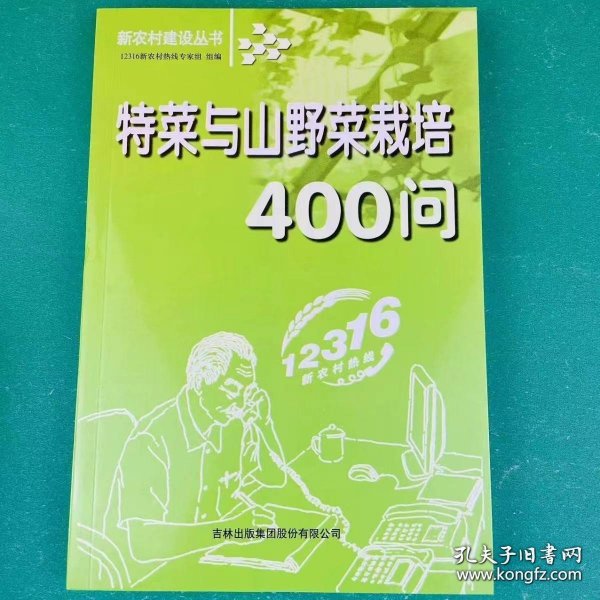 新农村建设丛书
12316新农村热线专家组 组编
特菜与山野菜栽培
400问
12316
新农村热线
吉林出版集团股份有限公司
孔夫子旧书网
www.kongfz.com